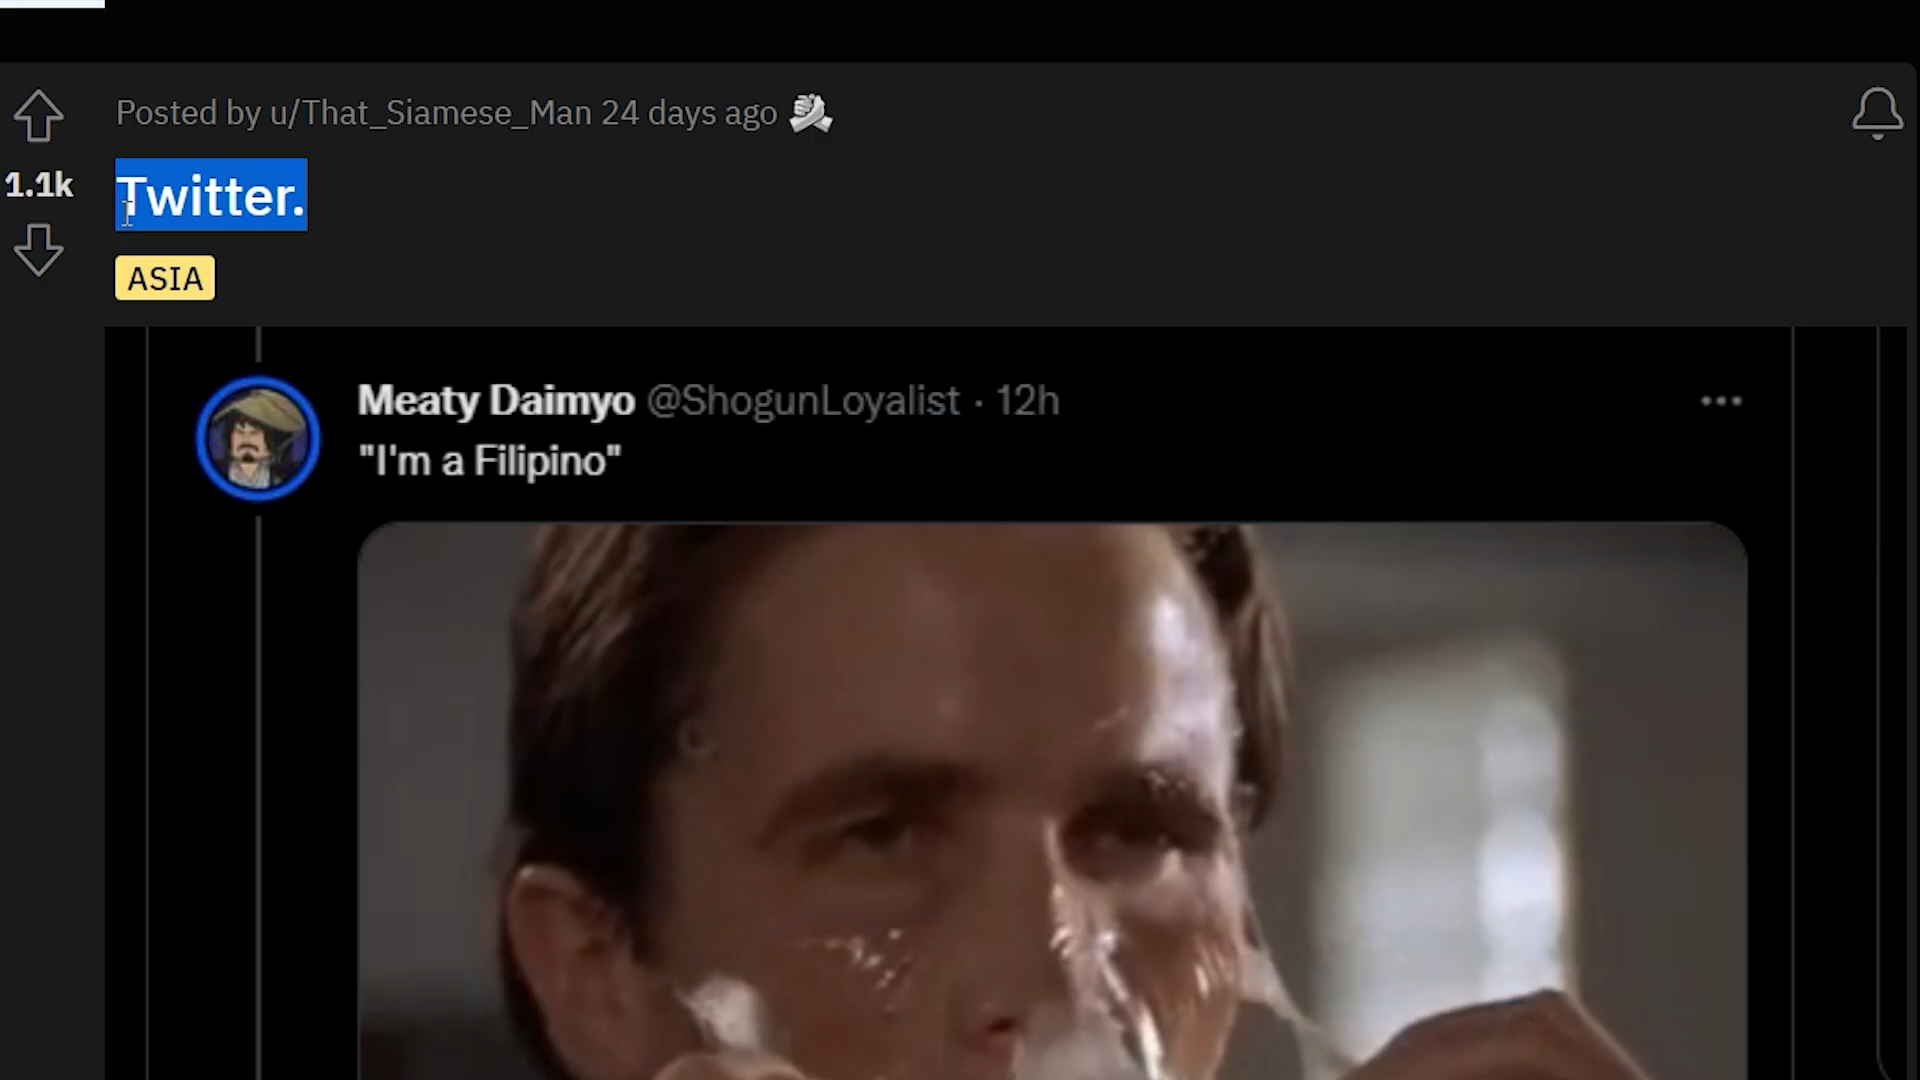 Posted by u/That_Siamese_Man 24 days ago
1.1k
Twitter.
ASIA
Meaty Daimyo @ShogunLoyalist · 12h
"I'm a Filipino"